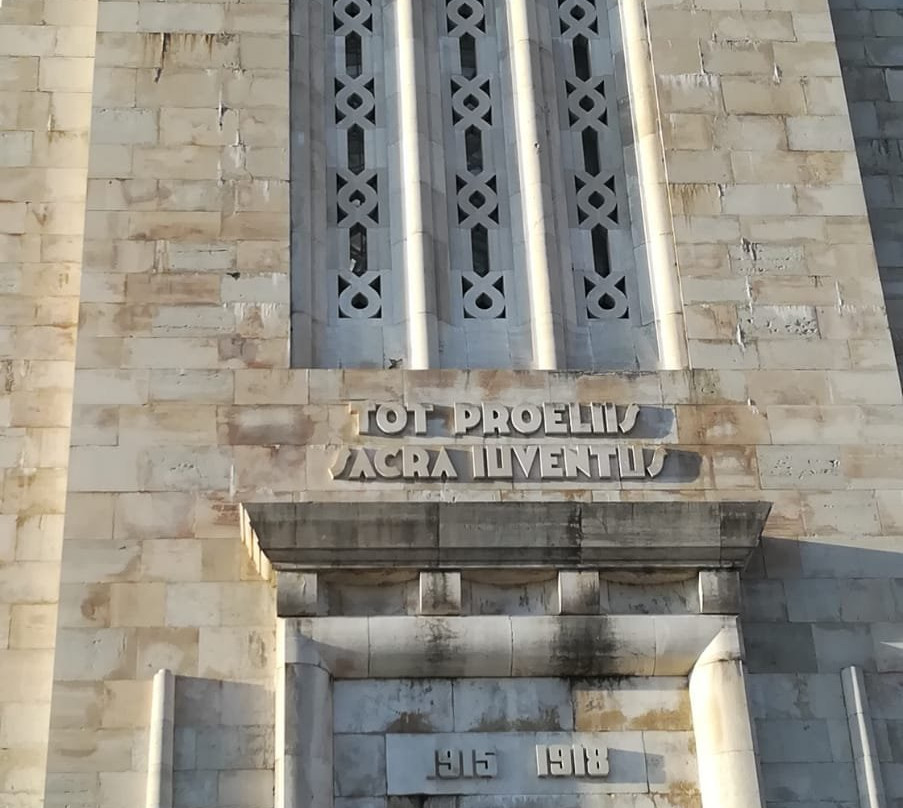 TOT PROELIIS
SACRA IUVENTUS
1915 1918